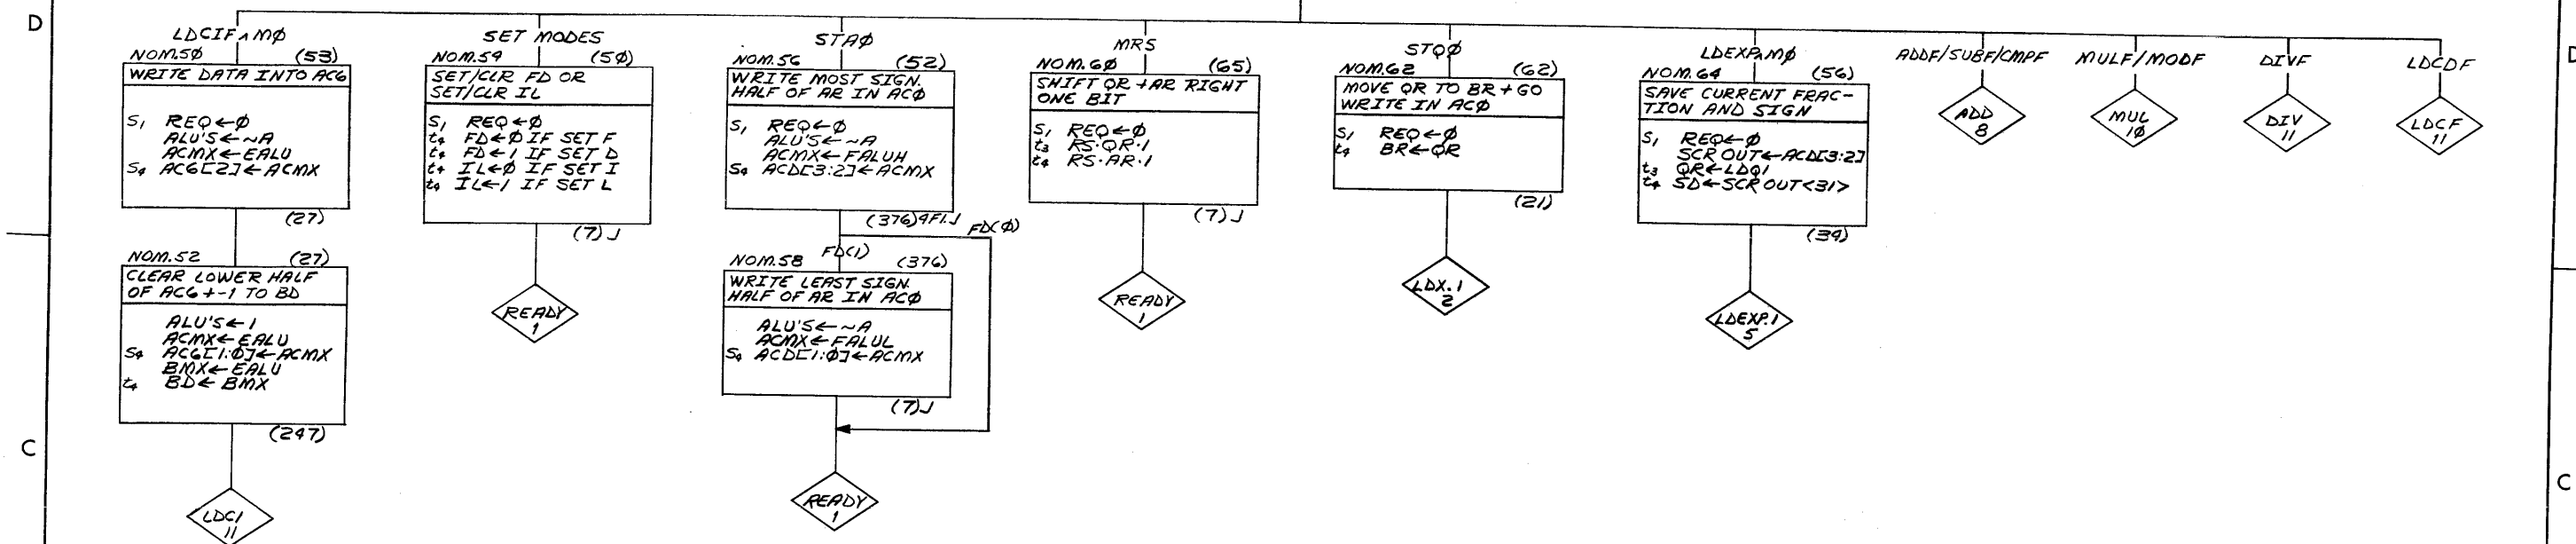 D
LDCIF∧MØ
NOM.5Ø (53)
WRITE DATA INTO AC6
S1 REQ←Ø
ALU'S←~A
ACMX←EALU
S4 AC6[2]←ACMX
(27)
NOM.52 (27)
CLEAR LOWER HALF
OF AC6+-1 TO BD
ALU'S←1
ACMX←EALU
S4 AC6[1:Ø]←ACMX
BMX←EALU
t4 BD←BMX
(247)
LDCI
11
SET MODES
NOM.54 (5Ø)
SET/CLR FD OR
SET/CLR IL
S1 REQ←Ø
t4 FD←Ø IF SET F
t4 FD←1 IF SET D
t4 IL←Ø IF SET I
t4 IL←1 IF SET L
(7)J
READY
1
STAØ
NOM.56 (52)
WRITE MOST SIGN.
HALF OF AR IN ACØ
S1 REQ←Ø
ALU'S←~A
ACMX←FALUH
S4 ACD[3:2]←ACMX
(376)4F1.J
FD(Ø)
FD(1)
NOM.58 (376)
WRITE LEAST SIGN.
HALF OF AR IN ACØ
ALU'S←~A
ACMX←FALUL
S4 ACD[1:Ø]←ACMX
(7)J
READY
1
MRS
NOM.6Ø (65)
SHIFT QR+AR RIGHT
ONE BIT
S1 REQ←Ø
t3 RS·QR·1
t4 RS·AR·1
(7)J
READY
1
STQØ
NOM.62 (62)
MOVE QR TO BR+GO
WRITE IN ACØ
S1 REQ←Ø
t4 BR←QR
(21)
LDX.1
2
LDEXP∧MØ
NOM.64 (56)
SAVE CURRENT FRAC-
TION AND SIGN
S1 REQ←Ø
SCR OUT←ACD[3:2]
t3 QR←LDQ1
t4 SD←SCR OUT<31>
(34)
LDEXP.1
5
ADDF/SUBF/CMPF
ADD
8
MULF/MODF
MUL
1Ø
DIVF
DIV
11
LDCDF
LDCF
11
D
C
C